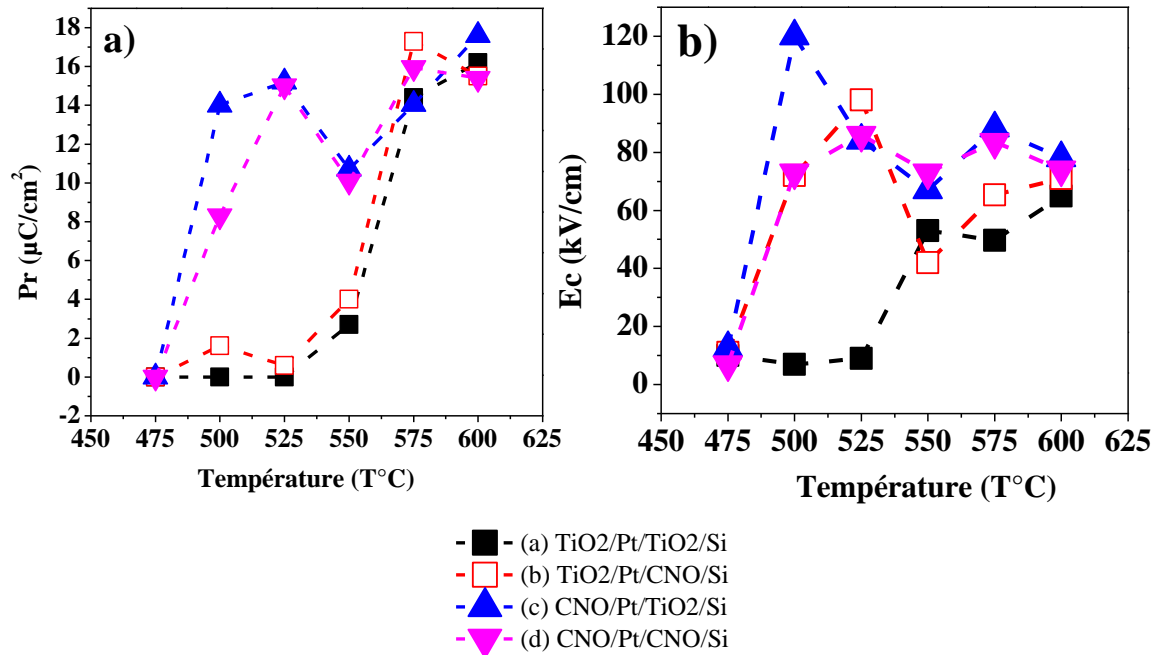 a)
18
16
14
12
10
8
6
4
2
0
-2
Pr (µC/cm²)
450 475 500 525 550 575 600 625
Température (T°C)
b)
120
100
80
60
40
20
0
Ec (kV/cm)
450 475 500 525 550 575 600 625
Température (T°C)
(a) TiO2/Pt/TiO2/Si
(b) TiO2/Pt/CNO/Si
(c) CNO/Pt/TiO2/Si
(d) CNO/Pt/CNO/Si